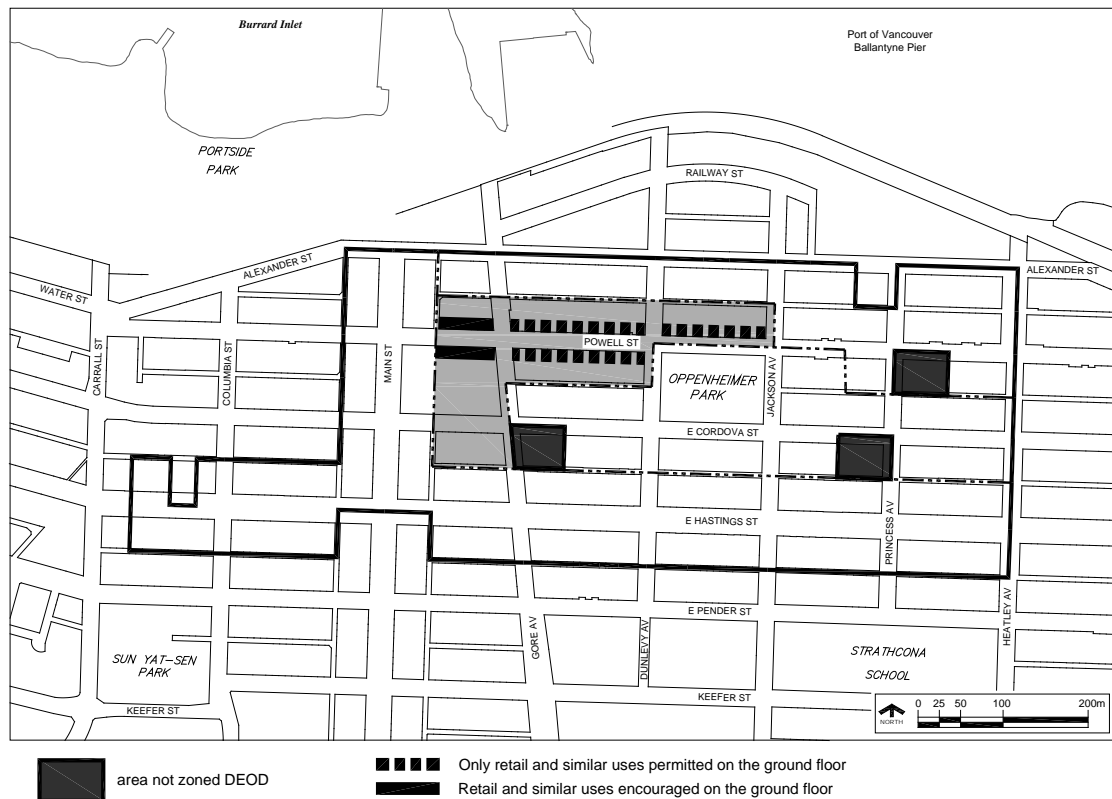 Burrard Inlet
Port of Vancouver
Ballantyne Pier
PORTSIDE
PARK
RAILWAY ST
ALEXANDER ST
ALEXANDER ST
WATER ST
CARRALL ST
COLUMBIA ST
MAIN ST
POWELL ST
OPPENHEIMER
PARK
JACKSON AV
E CORDOVA ST
E HASTINGS ST
PRINCESS AV
E PENDER ST
GORE AV
DUNLEVY AV
HEATLEY AV
SUN YAT-SEN
PARK
STRATHCONA
SCHOOL
KEEFER ST
KEEFER ST
NORTH
0 25 50 100 200m
area not zoned DEOD
Only retail and similar uses permitted on the ground floor
Retail and similar uses encouraged on the ground floor